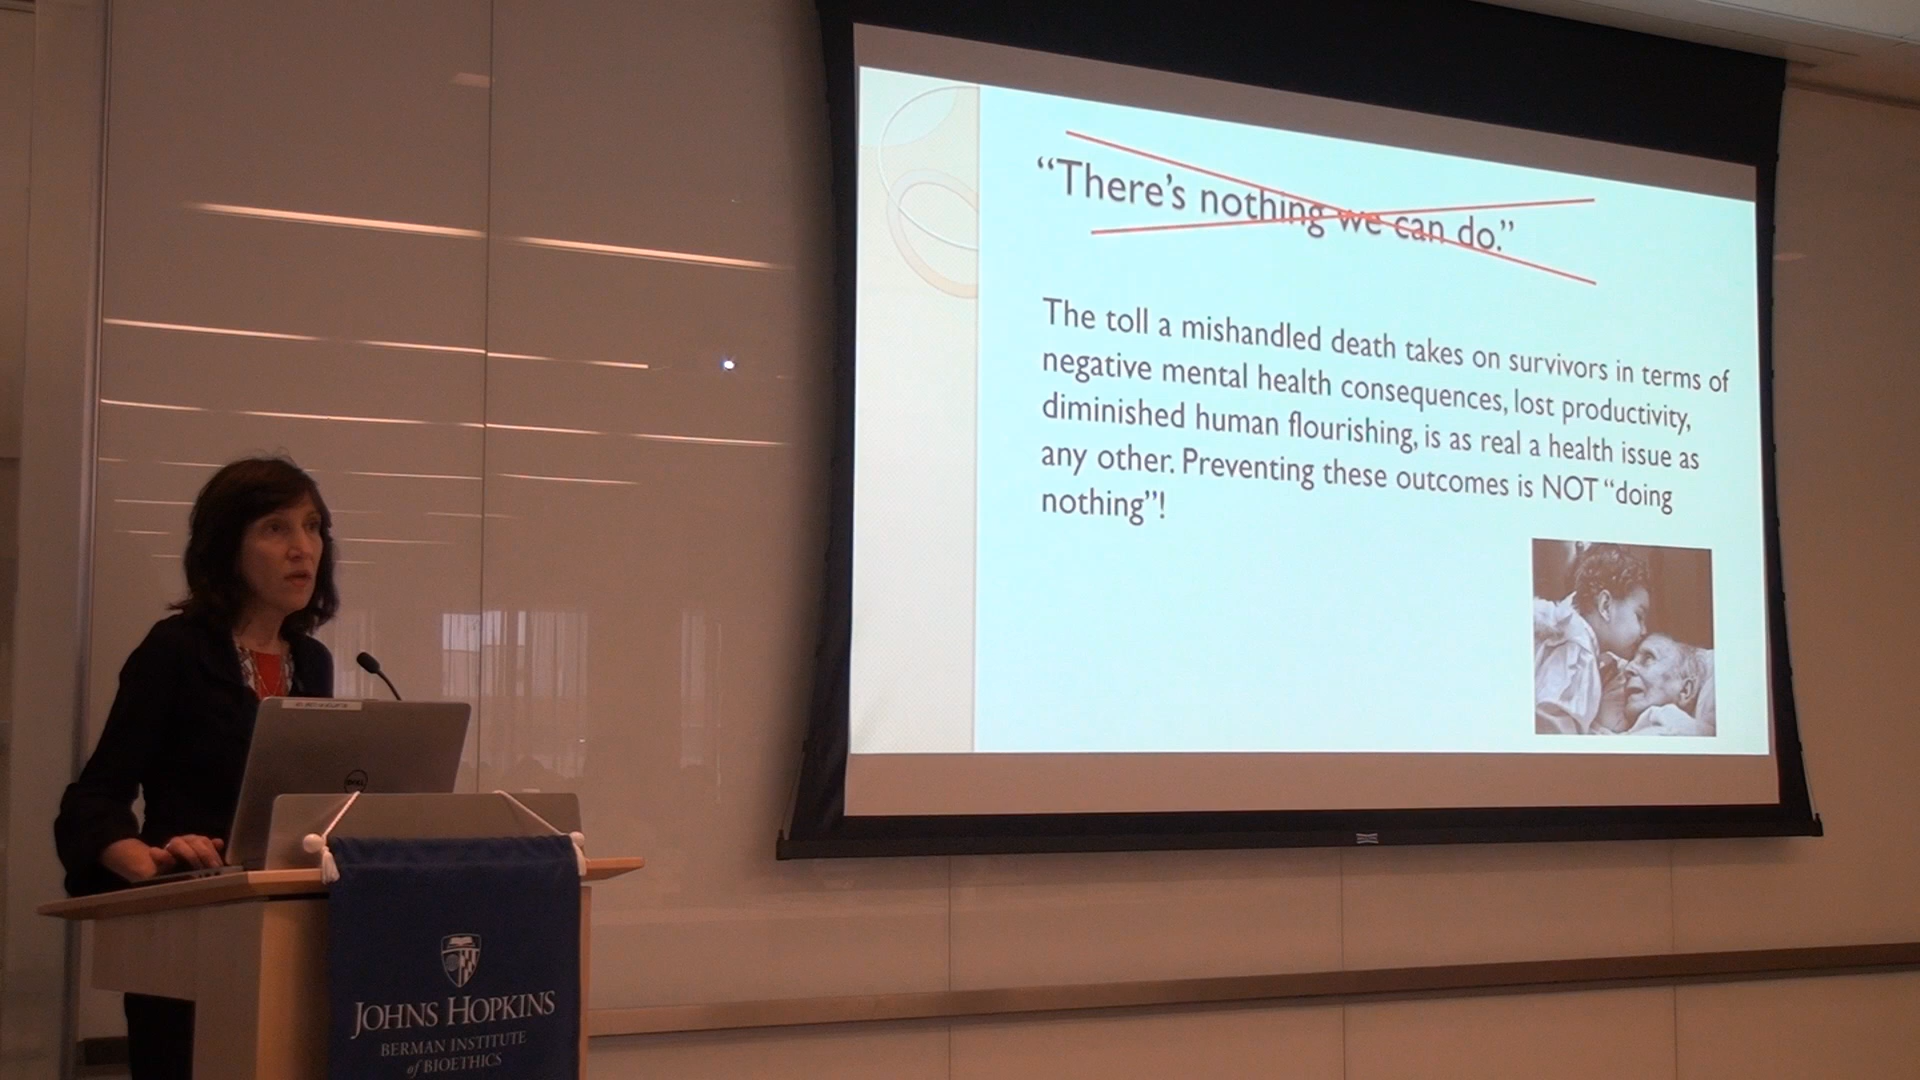 “There’s nothing we can do.”
The toll a mishandled death takes on survivors in terms of
negative mental health consequences, lost productivity,
diminished human flourishing, is as real a health issue as
any other. Preventing these outcomes is NOT “doing
nothing”!
DELL
JOHNS HOPKINS
BERMAN INSTITUTE
of BIOETHICS